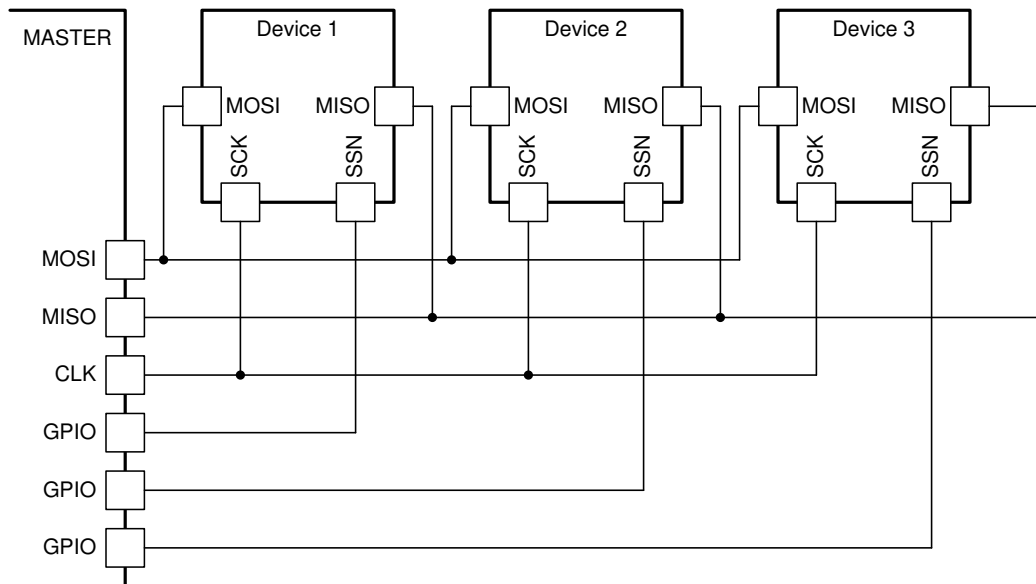 MASTER
Device 1
MOSI
MISO
SCK
SSN
Device 2
MOSI
MISO
SCK
SSN
Device 3
MOSI
MISO
SCK
SSN
MOSI
MISO
CLK
GPIO
GPIO
GPIO